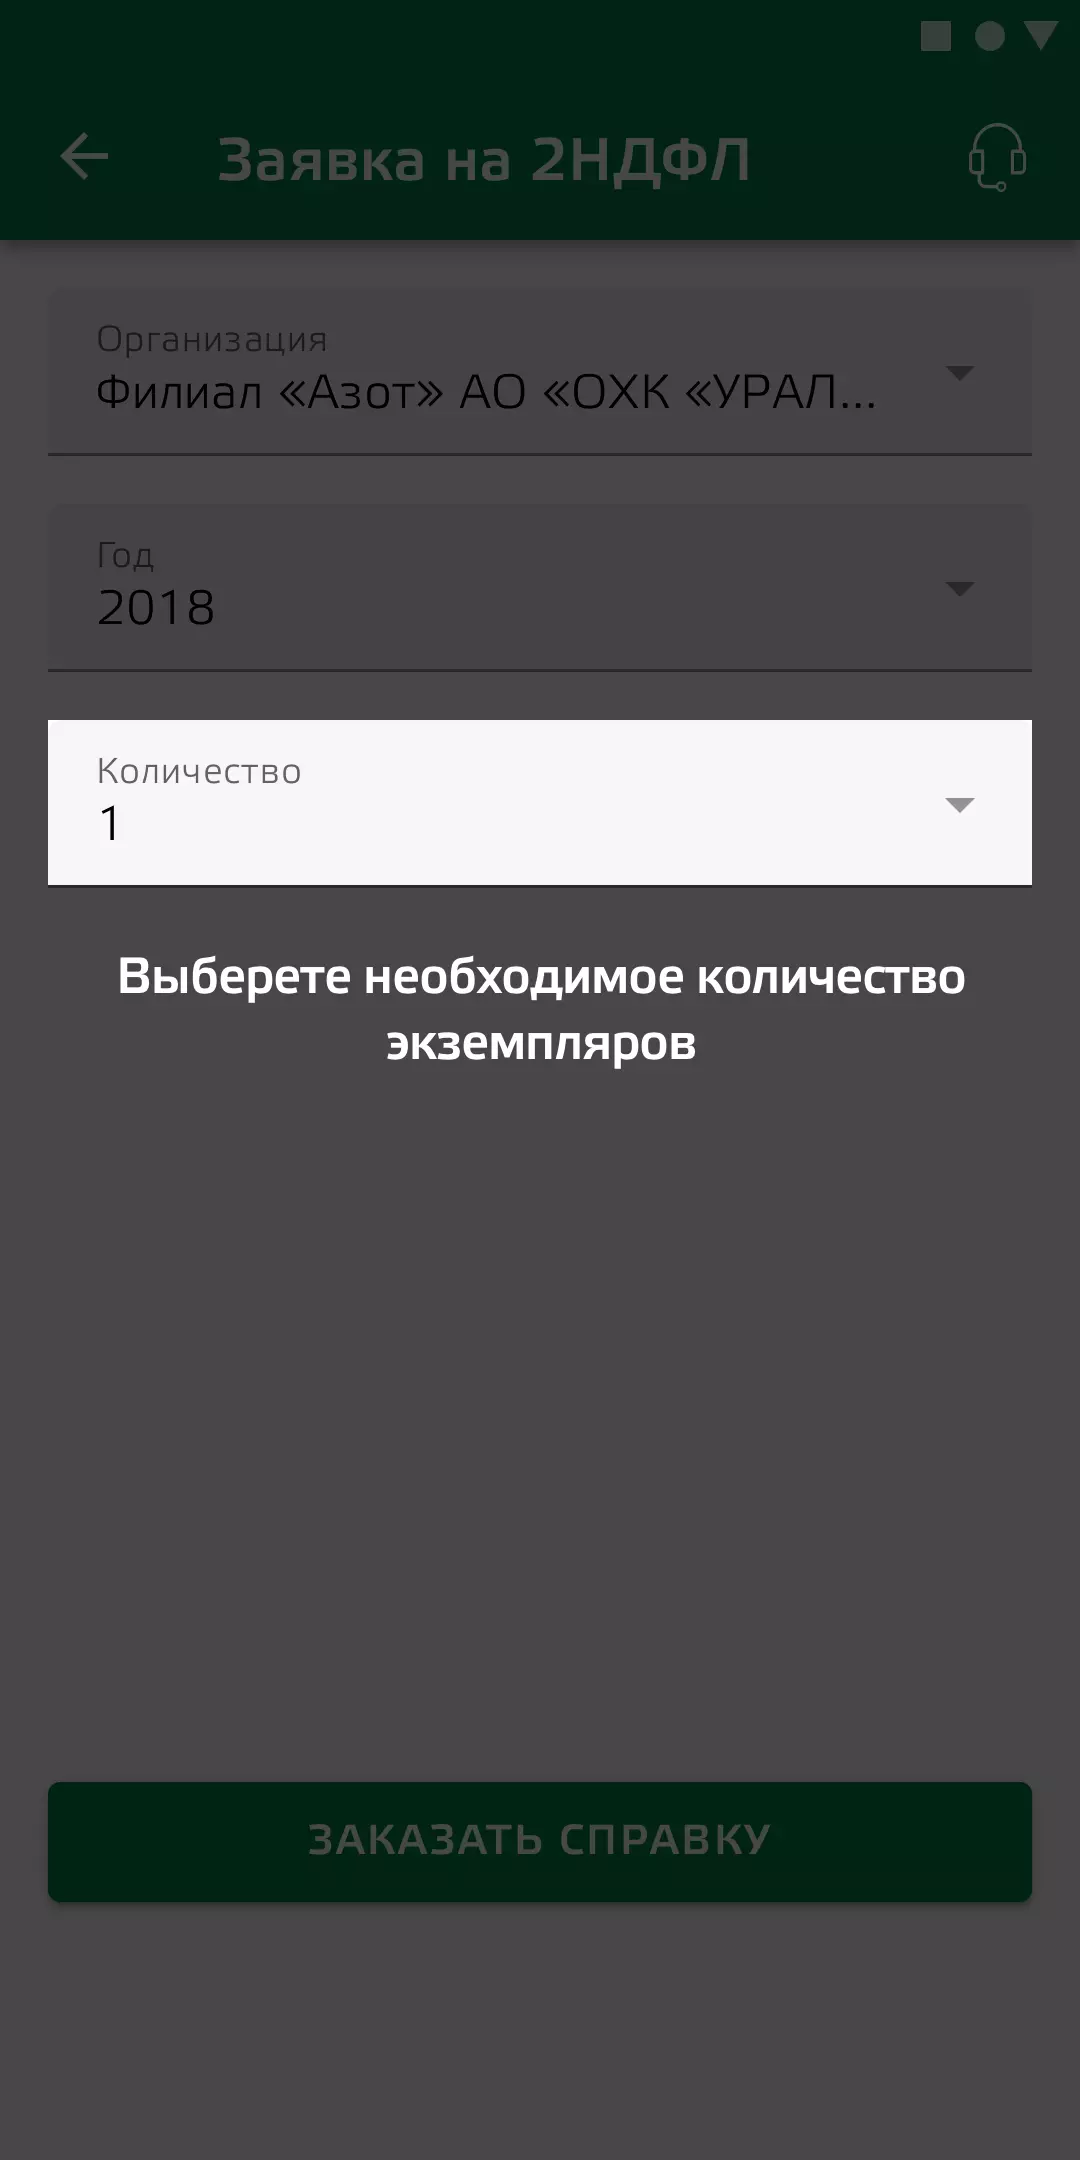 Заявка на 2НДФЛ
Организация
Филиал «Азот» АО «ОХК «УРАЛ...
Год
2018
Количество
1
Выберете необходимое количество
экземпляров
ЗАКАЗАТЬ СПРАВКУ